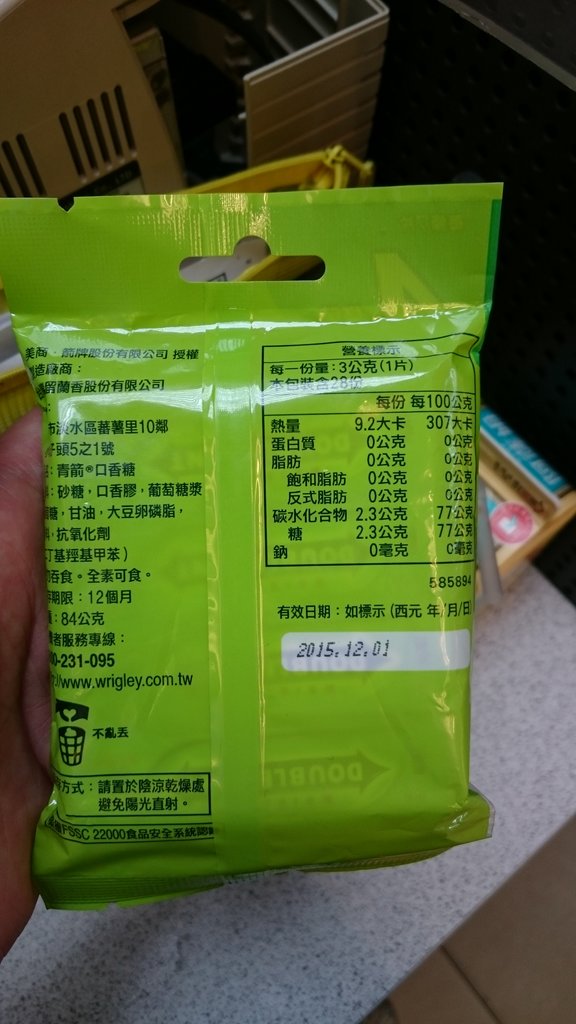 美商：箭牌股份有限公司 授權
造廠商：
留蘭香股份有限公司
市淡水區蕃薯里10鄰
子頭5之1號
：青箭®口香糖
：砂糖，口香膠，葡萄糖漿
糖，甘油，大豆卵磷脂，
，抗氧化劑
丁基羥基甲苯）
勿吞食。全素可食。
期限：12個月
：84公克
者服務專線：
0-231-095
//www.wrigley.com.tw
不亂丟
方式：請置於陰涼乾燥處
避免陽光直射。
FSSC 22000食品安全系統認
營養標示
每一份量：3公克(1片)
本包裝含28份
每份 每100公克
熱量 9.2大卡 307大卡
蛋白質 0公克 0公克
脂肪 0公克 0公克
飽和脂肪 0公克 0公克
反式脂肪 0公克 0公克
碳水化合物 2.3公克 77公克
糖 2.3公克 77公克
鈉 0毫克 0毫克
585894
有效日期：如標示 (西元 年/月/日)
2015.12.01